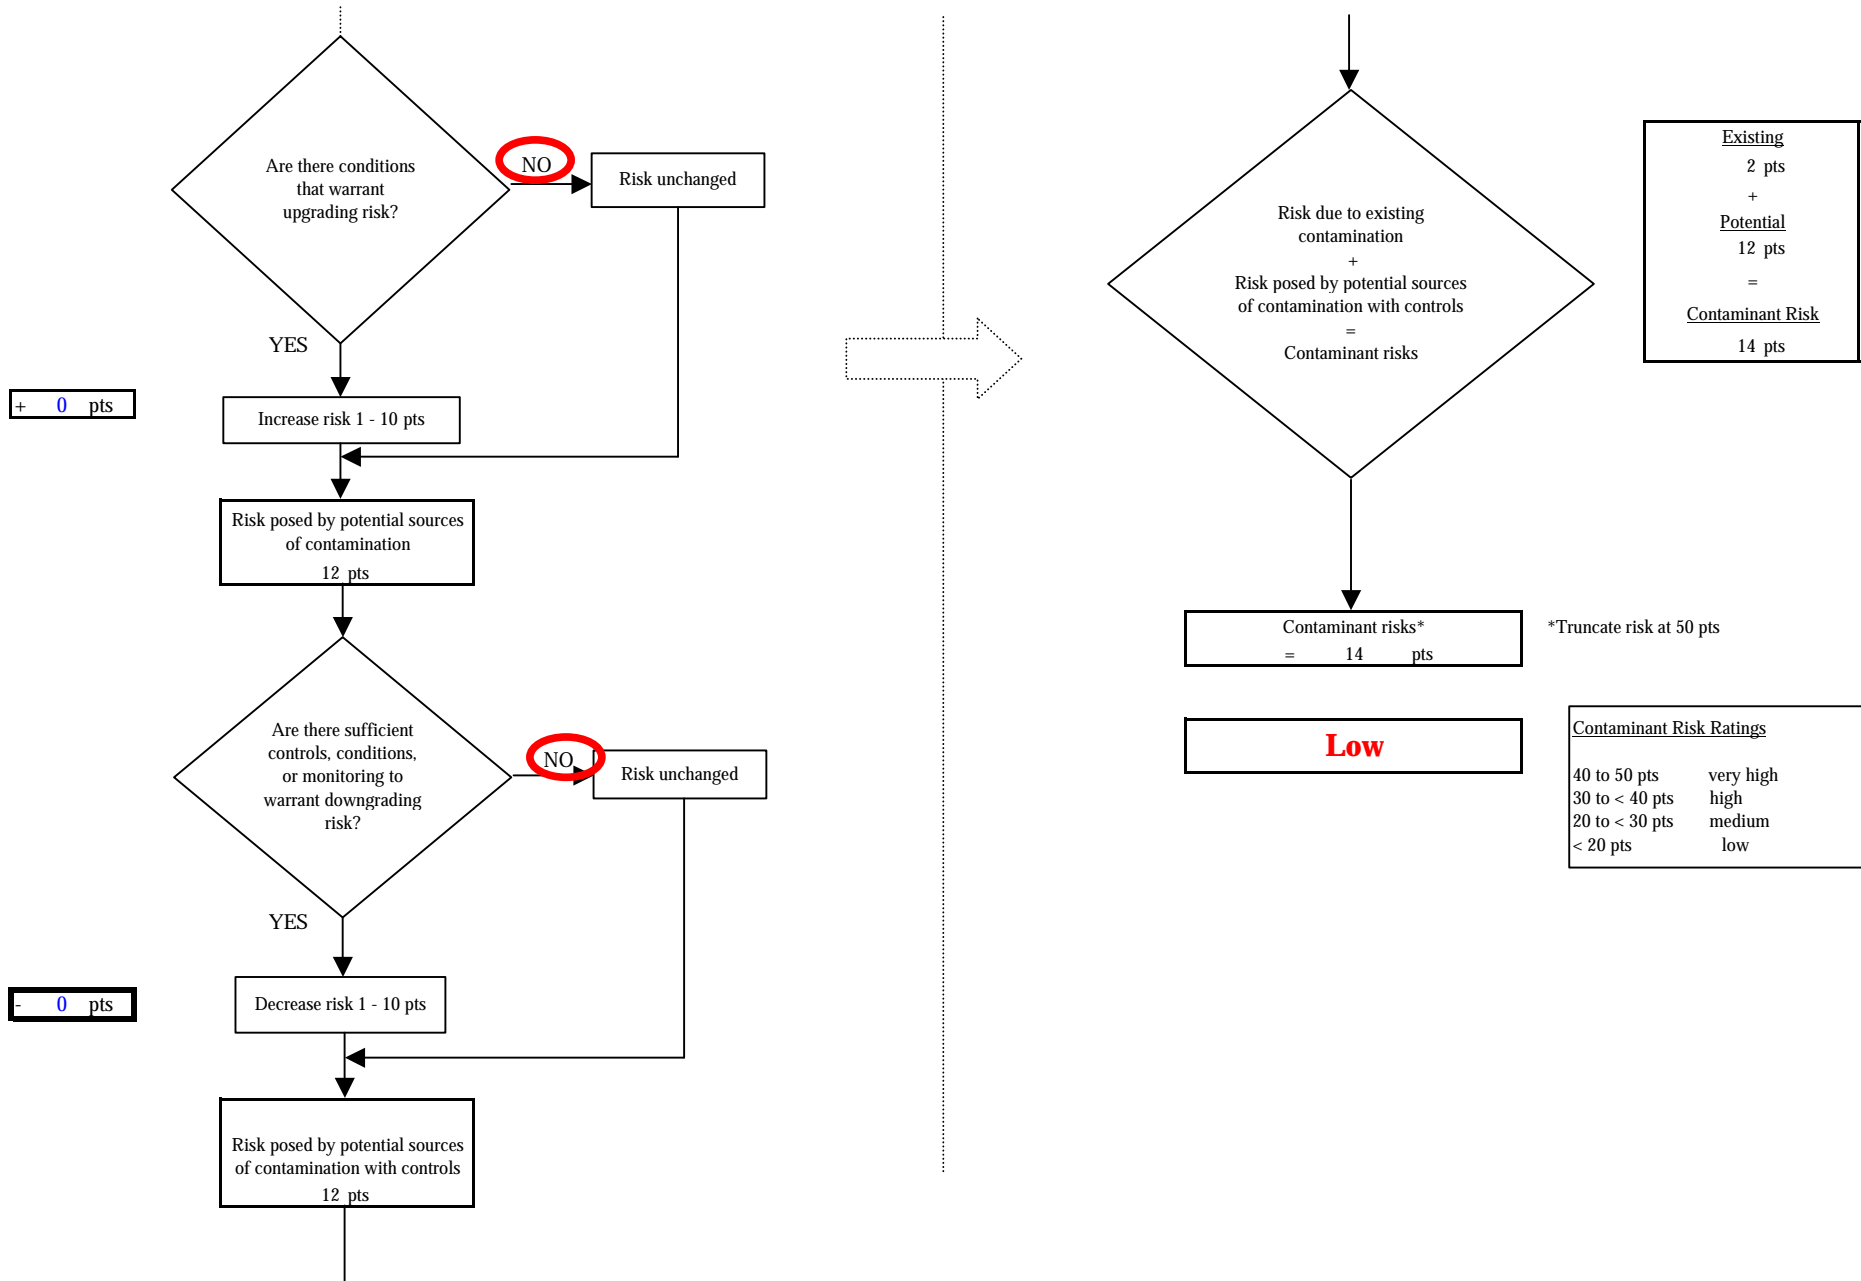 Are there conditions
that warrant
upgrading risk?
NO
Risk unchanged
YES
+ 0 pts
Increase risk 1 - 10 pts
Risk posed by potential sources
of contamination
12 pts
Are there sufficient
controls, conditions,
or monitoring to
warrant downgrading
risk?
NO
Risk unchanged
YES
- 0 pts
Decrease risk 1 - 10 pts
Risk posed by potential sources
of contamination with controls
12 pts
Risk due to existing
contamination
+
Risk posed by potential sources
of contamination with controls
=
Contaminant risks
Existing
2 pts
+
Potential
12 pts
=
Contaminant Risk
14 pts
Contaminant risks*
= 14 pts
*Truncate risk at 50 pts
Low
Contaminant Risk Ratings
40 to 50 pts very high
30 to < 40 pts high
20 to < 30 pts medium
< 20 pts low